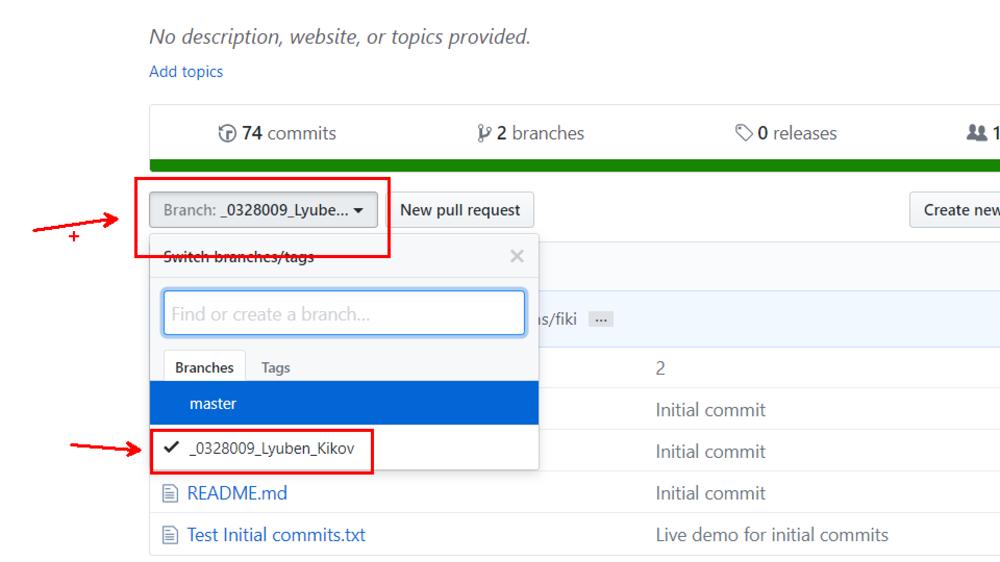 No description, website, or topics provided.
Add topics
74 commits
2 branches
0 releases
1
Branch: _0328009_Lyube...
New pull request
Create new
Switch branches/tags
Find or create a branch...
s/fiki ...
Branches
Tags
2
master
Initial commit
_0328009_Lyuben_Kikov
Initial commit
README.md
Initial commit
Test Initial commits.txt
Live demo for initial commits